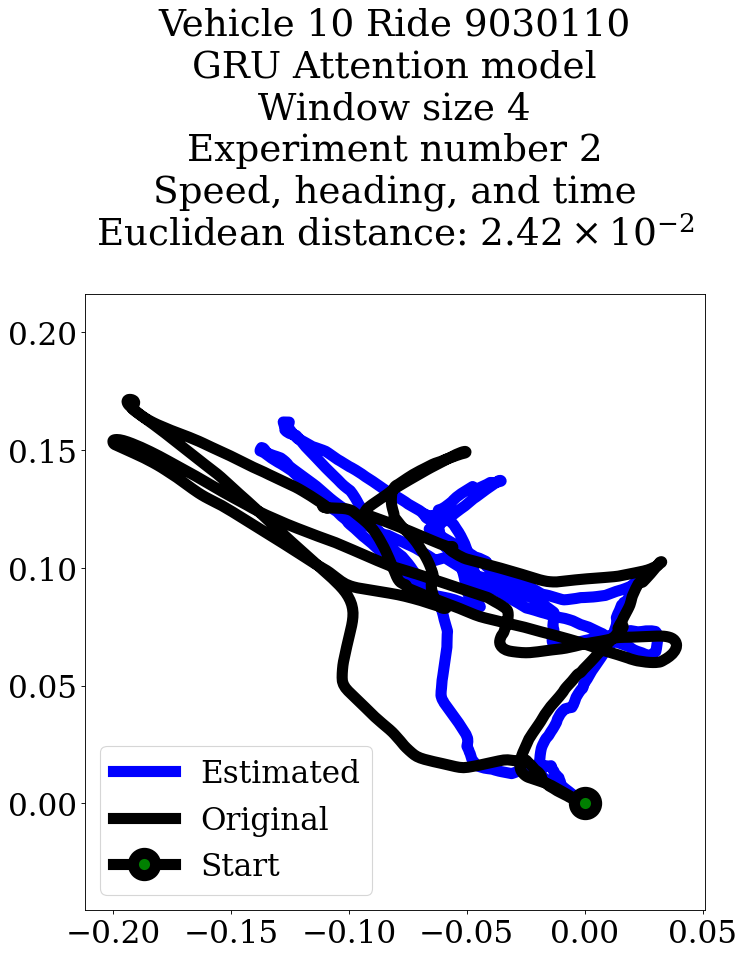 Vehicle 10 Ride 9030110
GRU Attention model
Window size 4
Experiment number 2
Speed, heading, and time
Euclidean distance: 2.42 × 10⁻²
0.20
0.15
0.10
0.05
0.00
Estimated
Original
Start
−0.20 −0.15 −0.10 −0.05 0.00 0.05